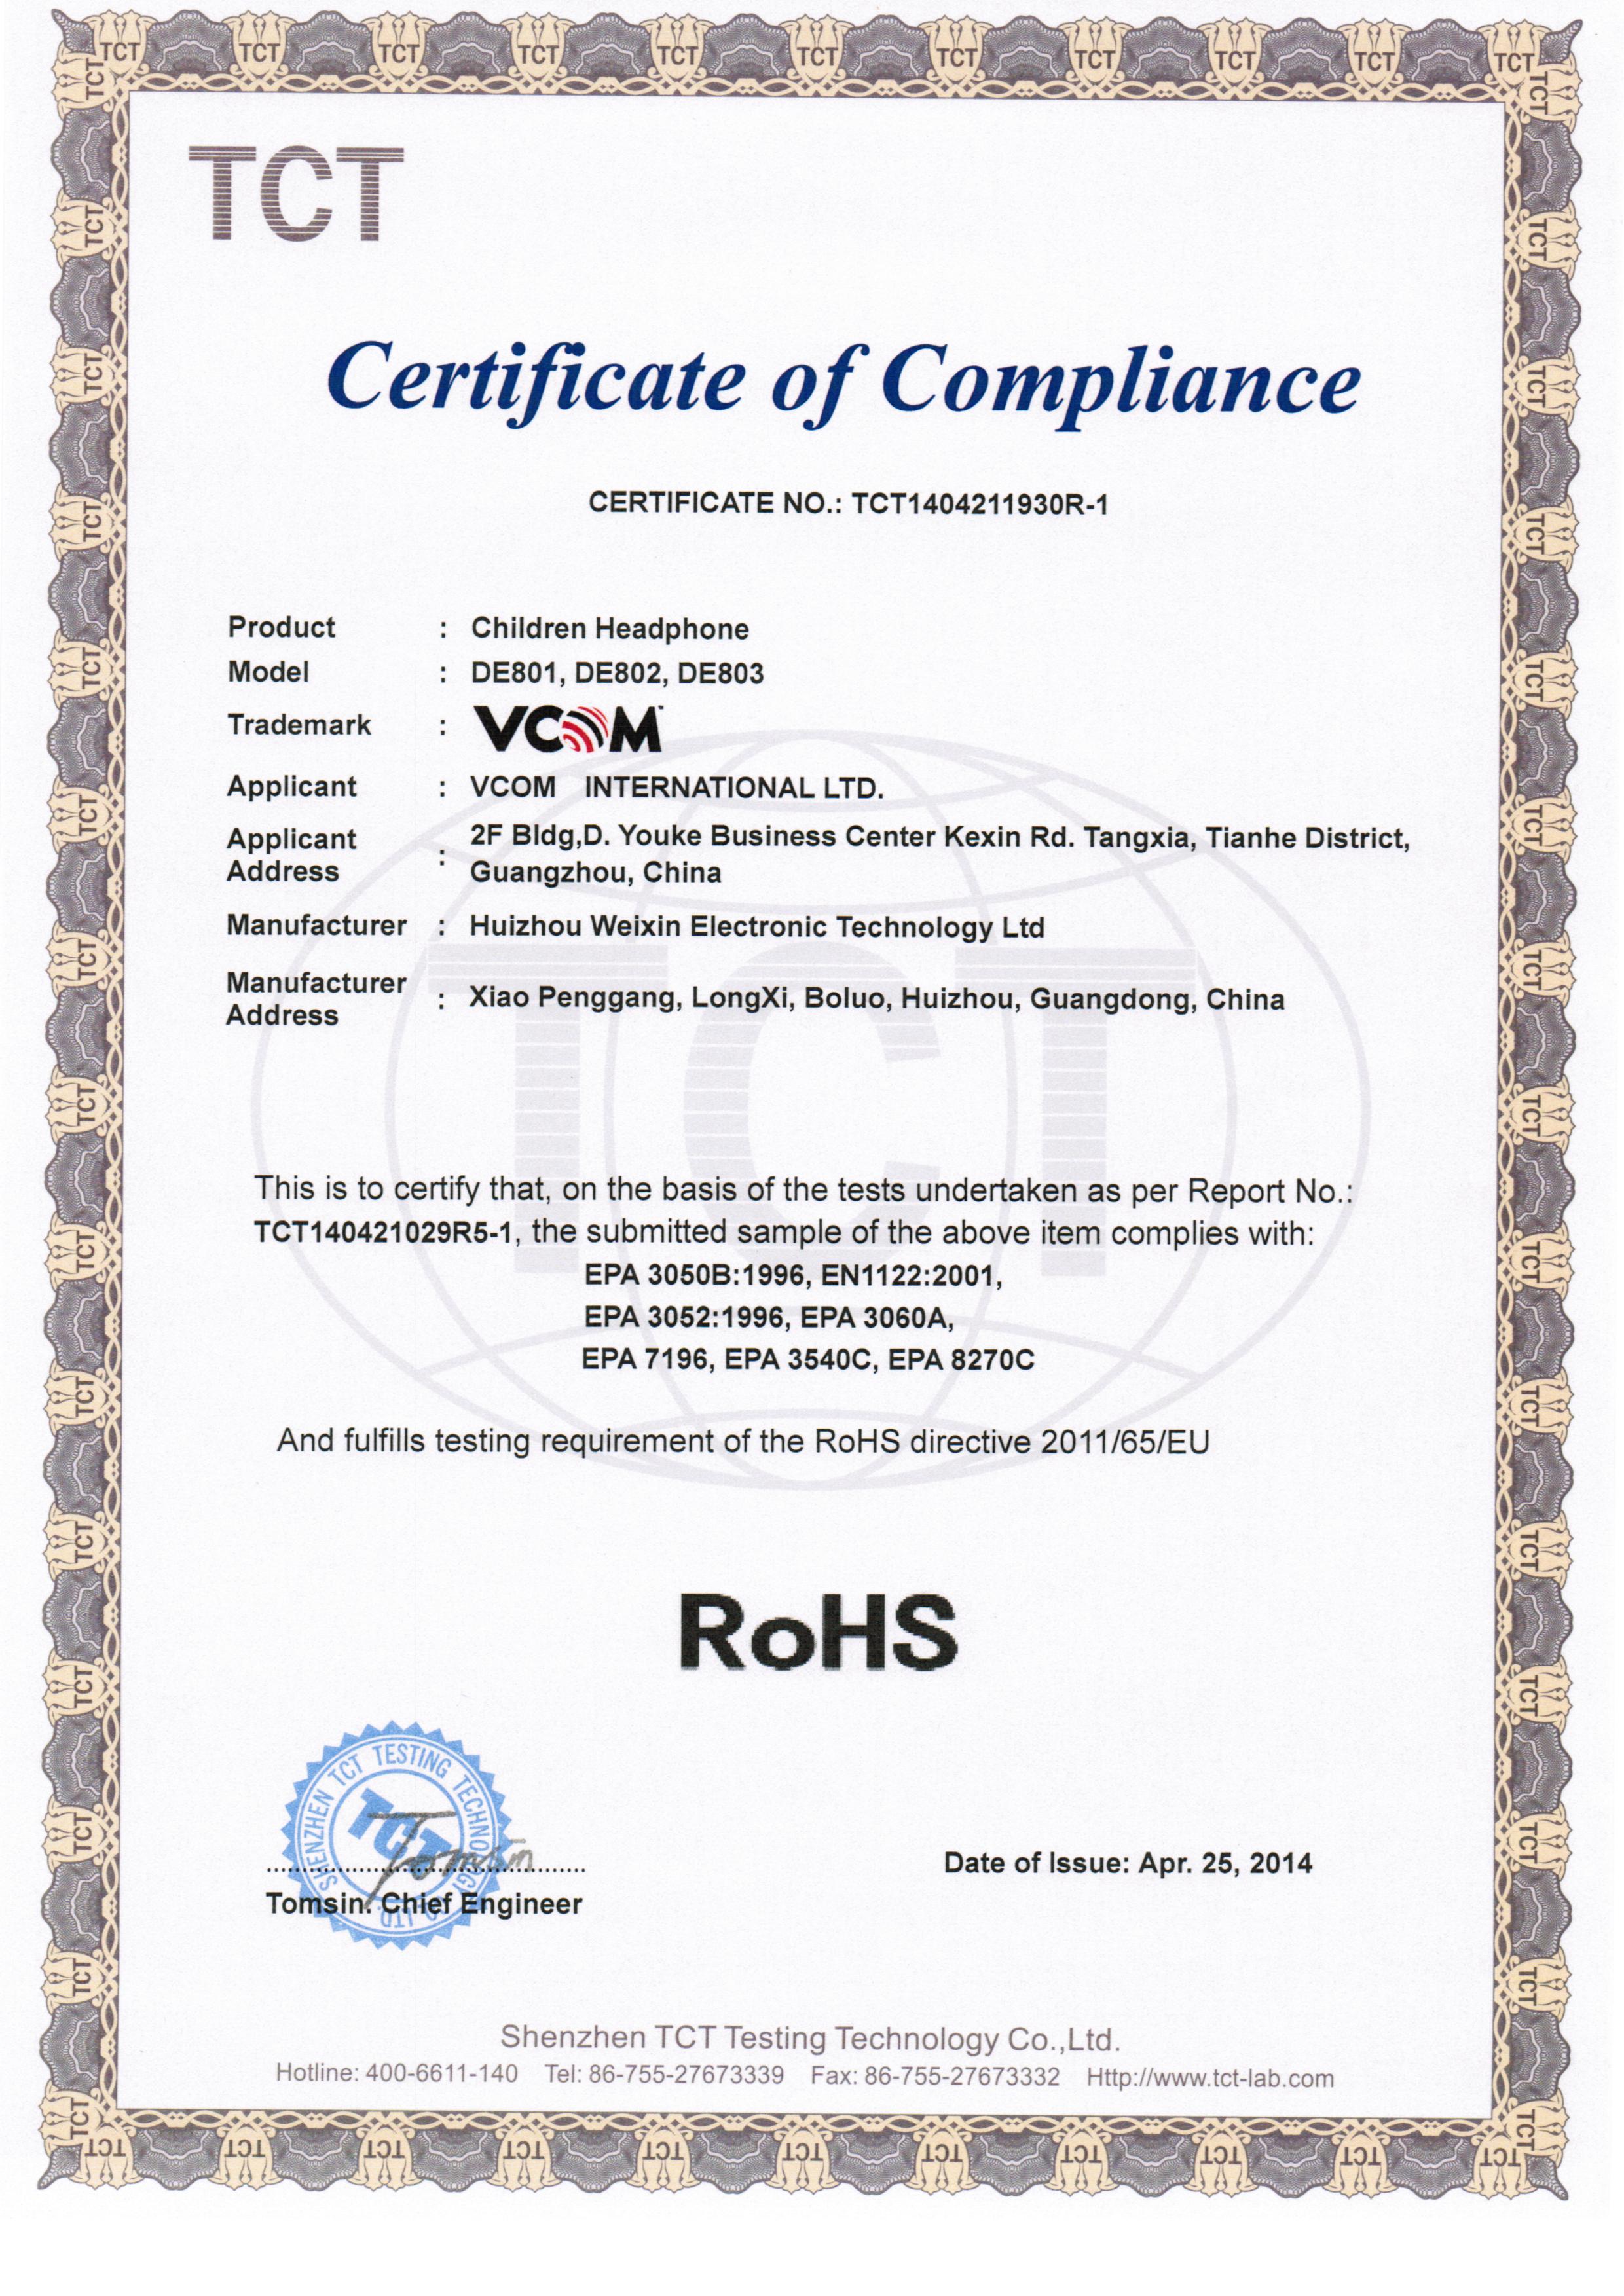 TCT
Certificate of Compliance
CERTIFICATE NO.: TCT1404211930R-1
Product : Children Headphone
Model : DE801, DE802, DE803
Trademark : VCOM
Applicant : VCOM INTERNATIONAL LTD.
Applicant Address : 2F Bldg,D. Youke Business Center Kexin Rd. Tangxia, Tianhe District,
Guangzhou, China
Manufacturer : Huizhou Weixin Electronic Technology Ltd
Manufacturer Address : Xiao Penggang, LongXi, Boluo, Huizhou, Guangdong, China
TCT
This is to certify that, on the basis of the tests undertaken as per Report No.:
TCT140421029R5-1, the submitted sample of the above item complies with:
EPA 3050B:1996, EN1122:2001,
EPA 3052:1996, EPA 3060A,
EPA 7196, EPA 3540C, EPA 8270C
And fulfills testing requirement of the RoHS directive 2011/65/EU
RoHS
SHENZHEN TCT TESTING TECHNOLOGY CO., LTD.
TCT
Tomsin
Tomsin. Chief Engineer
Date of Issue: Apr. 25, 2014
Shenzhen TCT Testing Technology Co.,Ltd.
Hotline: 400-6611-140 Tel: 86-755-27673339 Fax: 86-755-27673332 Http://www.tct-lab.com